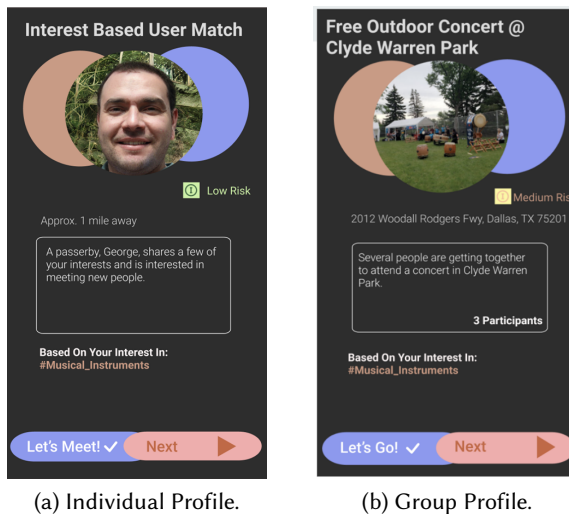 Interest Based User Match
Low Risk
Approx. 1 mile away
A passerby, George, shares a few of
your interests and is interested in
meeting new people.
Based On Your Interest In:
#Musical_Instruments
Let's Meet!
Next
(a) Individual Profile.
Free Outdoor Concert @
Clyde Warren Park
Medium Ris
2012 Woodall Rodgers Fwy, Dallas, TX 75201
Several people are getting together
to attend a concert in Clyde Warren
Park.
3 Participants
Based On Your Interest In:
#Musical_Instruments
Let's Go!
Next
(b) Group Profile.